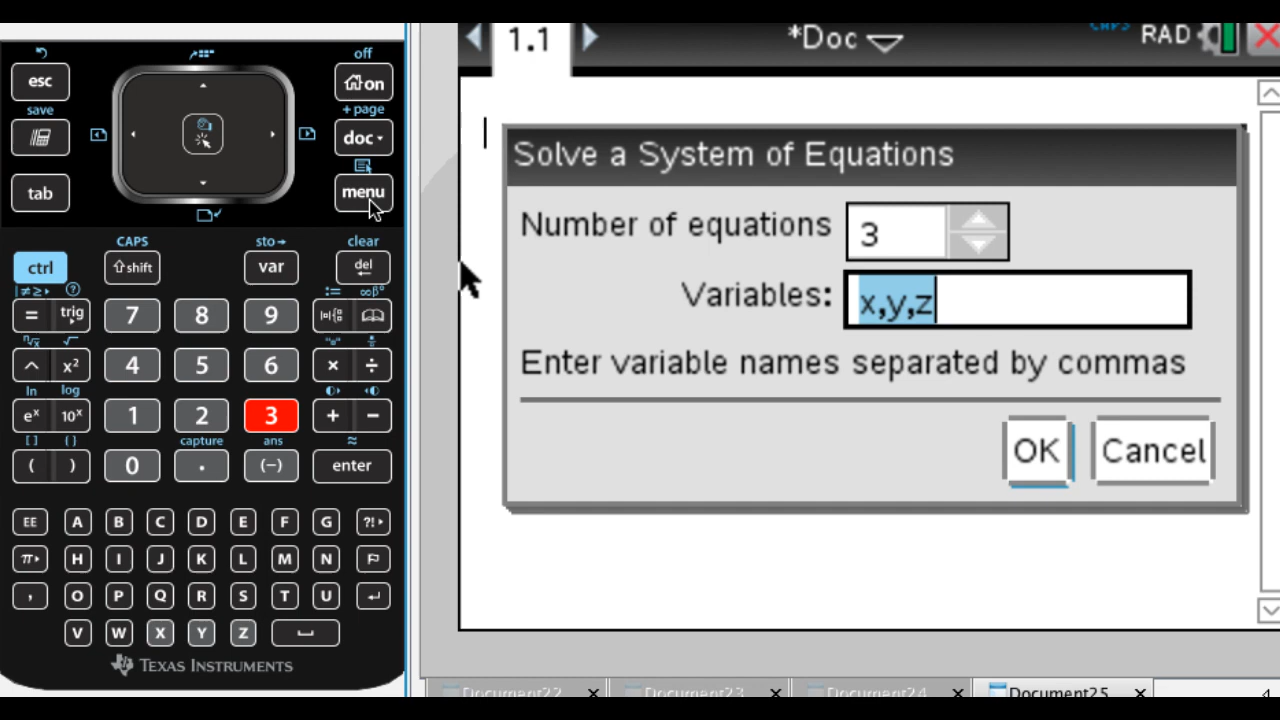 esc
save
tab
off
on
+ page
doc
menu
CAPS
sto→
clear
ctrl
shift
var
del
= trig 7 8 9
^ x² 4 5 6 × ÷
ln log
eˣ 10ˣ 1 2 3 + −
[ ] { } capture ans ≈
( ) 0 . (−) enter
EE A B C D E F G ?!
π H I J K L M N
, O P Q R S T U
V W X Y Z
TEXAS INSTRUMENTS
1.1 *Doc CAPS RAD
Solve a System of Equations
Number of equations 3
Variables: x,y,z
Enter variable names separated by commas
OK Cancel
Document22 Document23 Document24 Document25